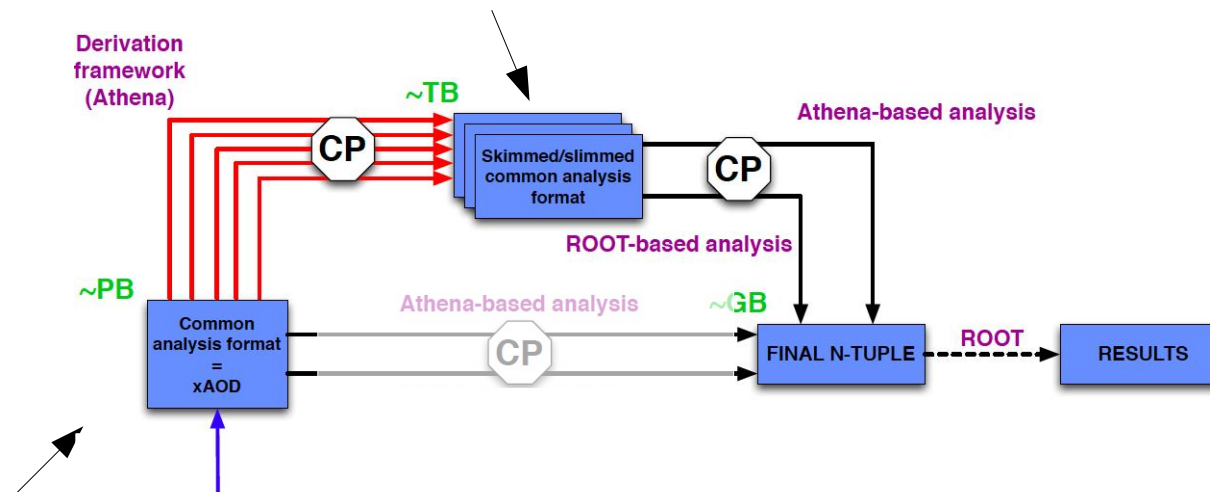 Derivation
framework
(Athena)
~TB
CP
Skimmed/slimmed
common analysis
format
CP
Athena-based analysis
ROOT-based analysis
~PB
Common
analysis format
=
xAOD
Athena-based analysis
CP
~GB
FINAL N-TUPLE
ROOT
RESULTS